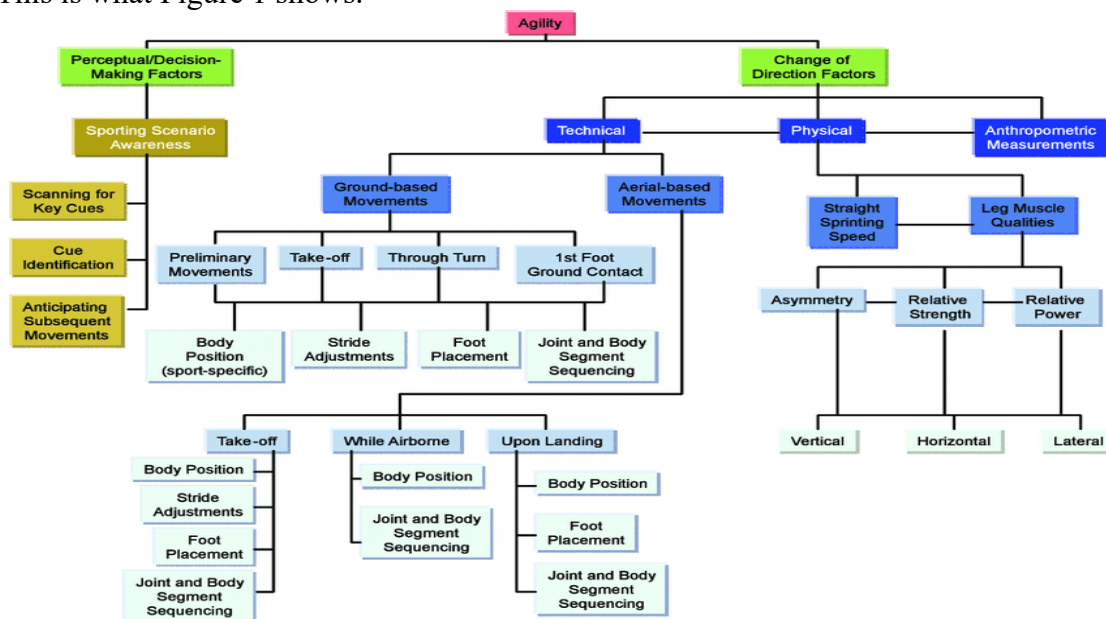 This is what Figure 1 shows.
Agility
Perceptual/Decision-
Making Factors
Change of
Direction Factors
Sporting Scenario
Awareness
Technical
Physical
Anthropometric
Measurements
Scanning for
Key Cues
Cue
Identification
Anticipating
Subsequent
Movements
Ground-based
Movements
Aerial-based
Movements
Straight
Sprinting
Speed
Leg Muscle
Qualities
Preliminary
Movements
Take-off
Through Turn
1st Foot
Ground Contact
Asymmetry
Relative
Strength
Relative
Power
Body
Position
(sport-specific)
Stride
Adjustments
Foot
Placement
Joint and Body
Segment
Sequencing
Vertical
Horizontal
Lateral
Take-off
While Airborne
Upon Landing
Body Position
Stride
Adjustments
Foot
Placement
Joint and Body
Segment
Sequencing
Body Position
Joint and Body
Segment
Sequencing
Body Position
Foot
Placement
Joint and Body
Segment
Sequencing